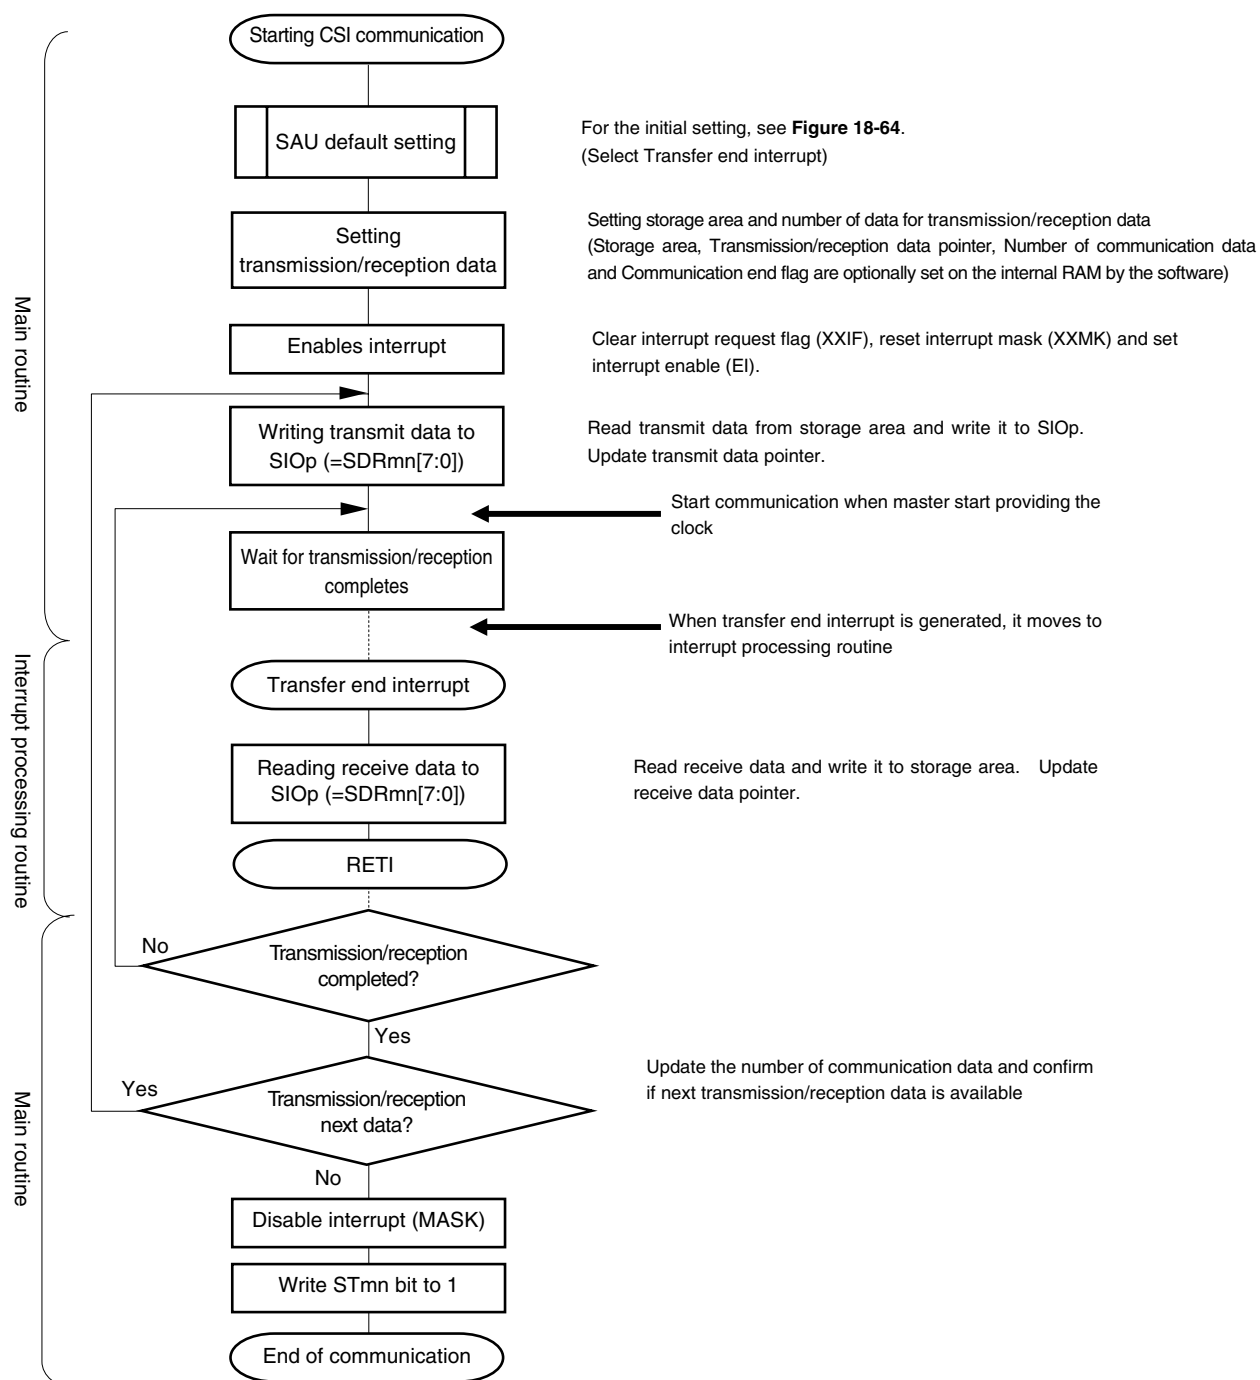 Starting CSI communication
SAU default setting
For the initial setting, see Figure 18-64.
(Select Transfer end interrupt)
Setting
transmission/reception data
Setting storage area and number of data for transmission/reception data
(Storage area, Transmission/reception data pointer, Number of communication data
and Communication end flag are optionally set on the internal RAM by the software)
Main routine
Enables interrupt
Clear interrupt request flag (XXIF), reset interrupt mask (XXMK) and set
interrupt enable (EI).
Writing transmit data to
SIOp (=SDRmn[7:0])
Read transmit data from storage area and write it to SIOp.
Update transmit data pointer.
Start communication when master start providing the
clock
Wait for transmission/reception
completes
When transfer end interrupt is generated, it moves to
interrupt processing routine
Interrupt processing routine
Transfer end interrupt
Reading receive data to
SIOp (=SDRmn[7:0])
Read receive data and write it to storage area. Update
receive data pointer.
RETI
No
Transmission/reception
completed?
Yes
Main routine
Yes
Transmission/reception
next data?
Update the number of communication data and confirm
if next transmission/reception data is available
No
Disable interrupt (MASK)
Write STmn bit to 1
End of communication